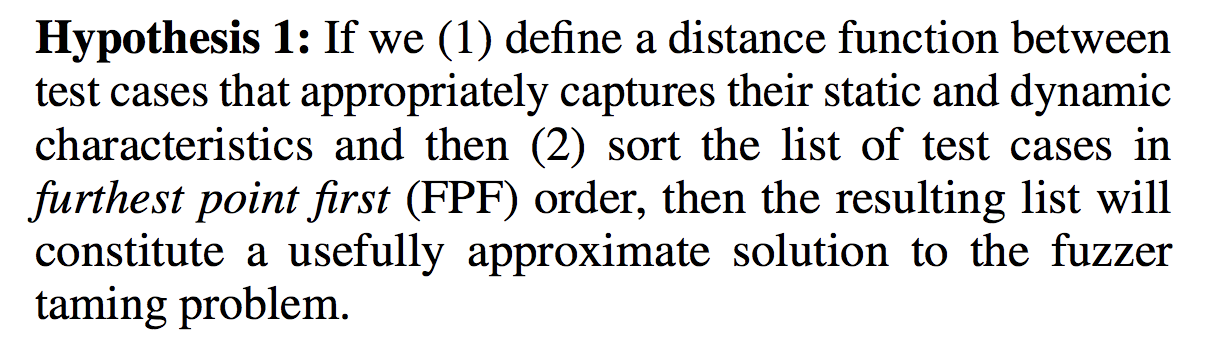 Hypothesis 1: If we (1) define a distance function between
test cases that appropriately captures their static and dynamic
characteristics and then (2) sort the list of test cases in
furthest point first (FPF) order, then the resulting list will
constitute a usefully approximate solution to the fuzzer
taming problem.